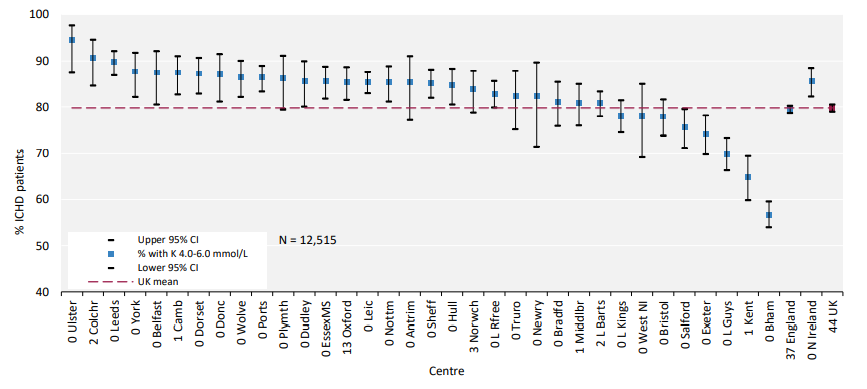 100
90
80
70
60
50
40
% ICHD patients
Upper 95% CI
% with K 4.0-6.0 mmol/L
Lower 95% CI
UK mean
N = 12,515
0 Ulster
2 Colchr
0 Leeds
0 York
0 Belfast
1 Camb
0 Dorset
0 Donc
0 Wolve
0 Ports
0 Plymth
0 Dudley
0 EssexMS
13 Oxford
0 Leic
0 Nottm
0 Antrim
0 Sheff
0 Hull
3 Norwch
0 L Rfree
0 Truro
0 Newry
0 Bradfd
1 Middlbr
2 L Barts
0 L Kings
0 West NI
0 Bristol
0 Salford
0 Exeter
0 L Guys
1 Kent
0 Bham
37 England
0 N Ireland
44 UK
Centre